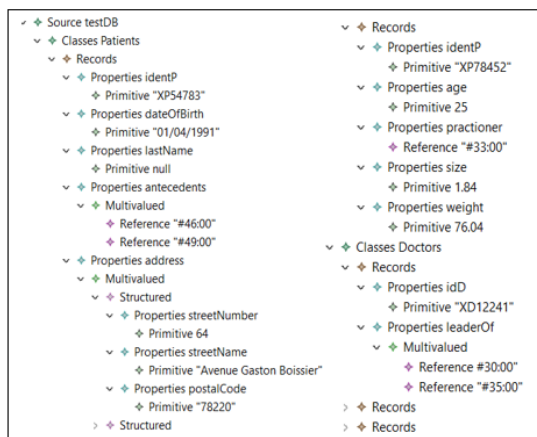 Source testDB
Classes Patients
Records
Properties identP
Primitive "XP54783"
Properties dateOfBirth
Primitive "01/04/1991"
Properties lastName
Primitive null
Properties antecedents
Multivalued
Reference "#46:00"
Reference "#49:00"
Properties address
Multivalued
Structured
Properties streetNumber
Primitive 64
Properties streetName
Primitive "Avenue Gaston Boissier"
Properties postalCode
Primitive "78220"
Structured
Records
Properties identP
Primitive "XP78452"
Properties age
Primitive 25
Properties practioner
Reference "#33:00"
Properties size
Primitive 1.84
Properties weight
Primitive 76.04
Classes Doctors
Records
Properties idD
Primitive "XD12241"
Properties leaderOf
Multivalued
Reference #30:00"
Reference "#35:00"
Records
Records